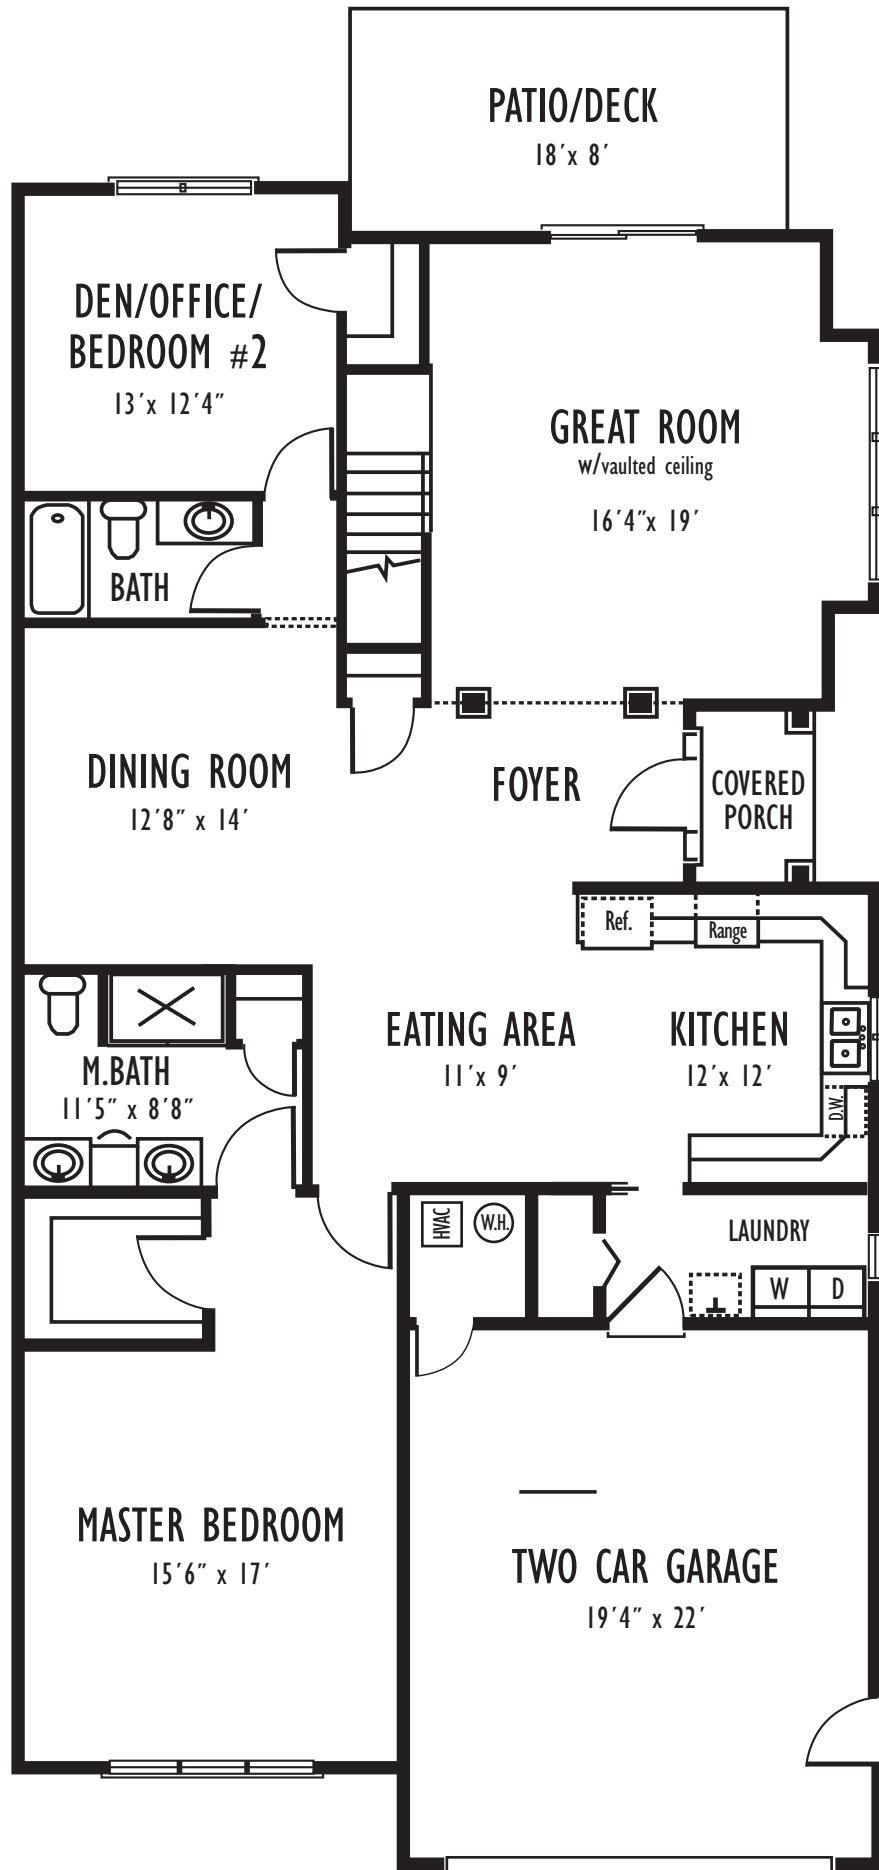 PATIO/DECK
18'x 8'
DEN/OFFICE/
BEDROOM #2
13'x 12'4"
GREAT ROOM
w/vaulted ceiling
16'4"x 19'
BATH
DINING ROOM
12'8" x 14'
FOYER
COVERED
PORCH
Ref.
Range
EATING AREA
11'x 9'
KITCHEN
12'x 12'
D.W.
M.BATH
11'5" x 8'8"
HVAC
W.H.
LAUNDRY
W
D
MASTER BEDROOM
15'6" x 17'
TWO CAR GARAGE
19'4" x 22'